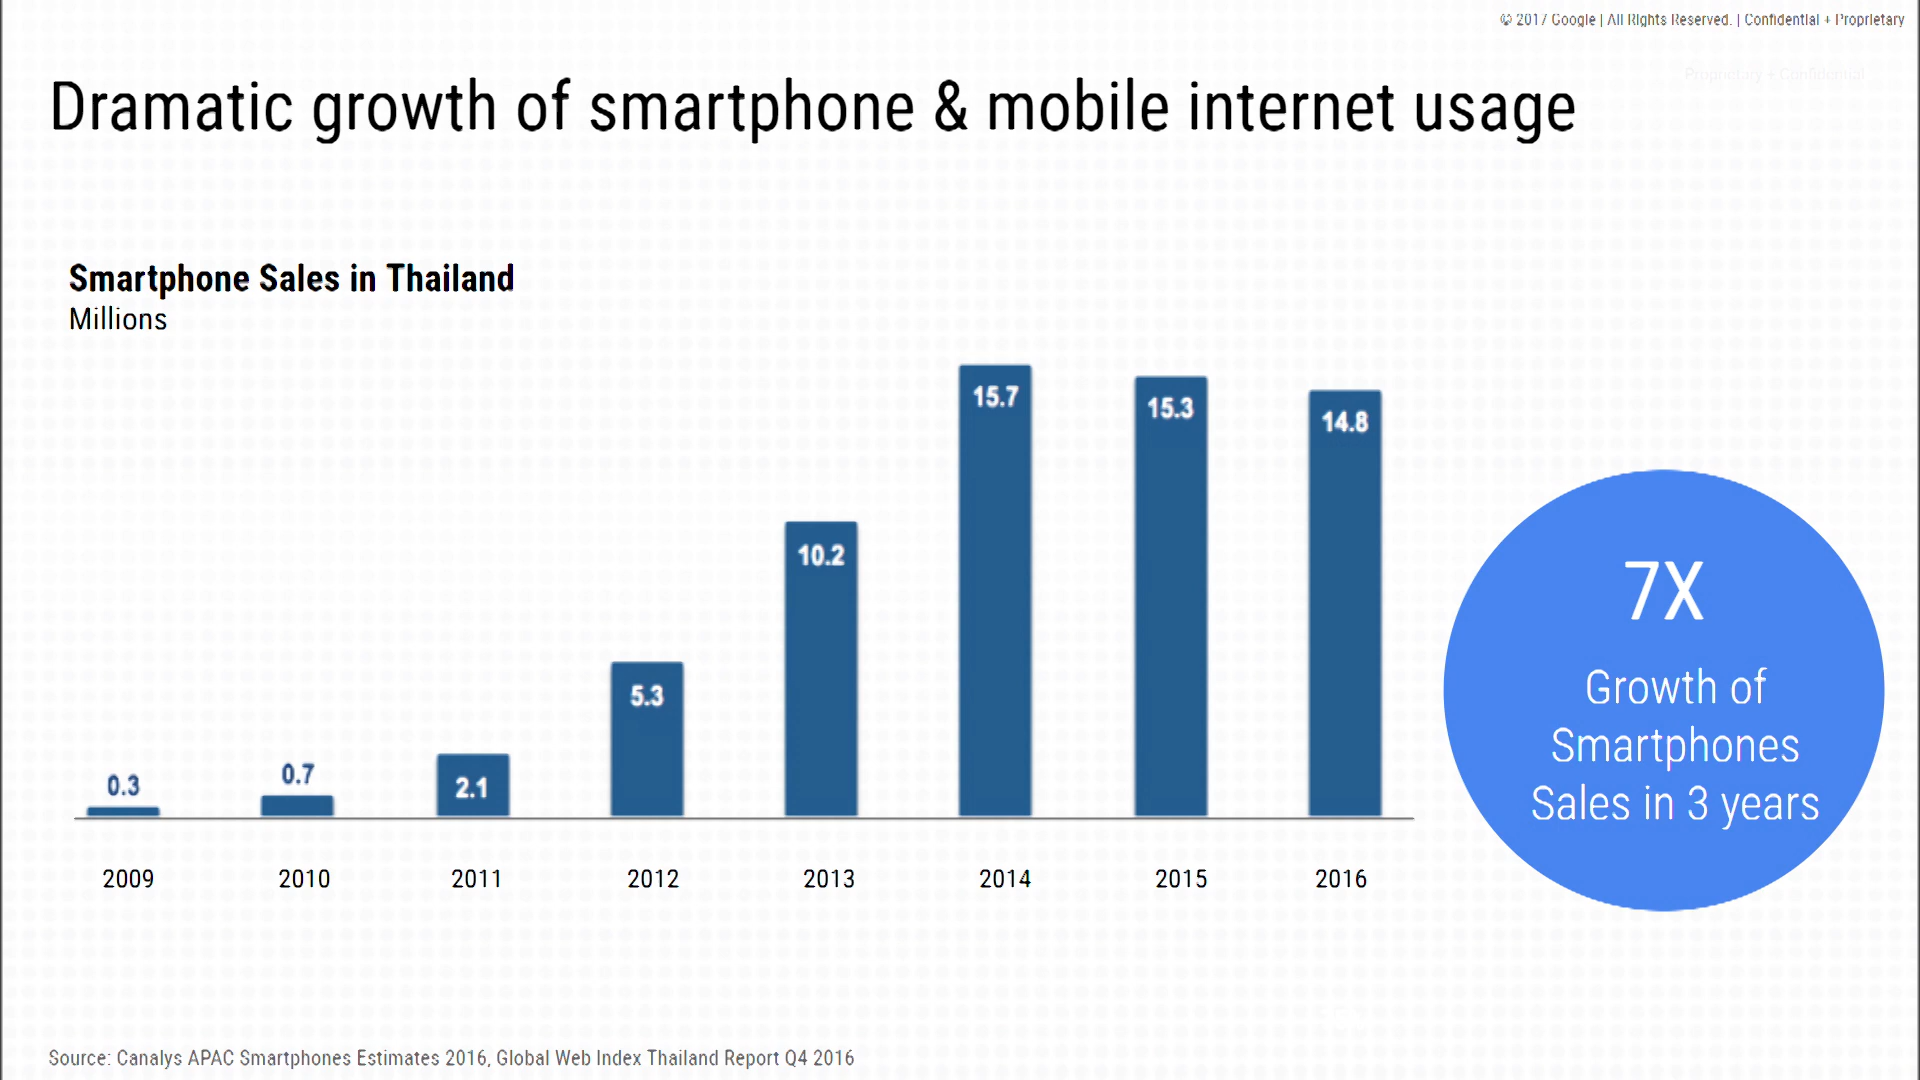 © 2017 Google | All Rights Reserved. | Confidential + Proprietary
Proprietary + Confidential
Dramatic growth of smartphone & mobile internet usage
Smartphone Sales in Thailand
Millions
0.3
0.7
2.1
5.3
10.2
15.7
15.3
14.8
2009
2010
2011
2012
2013
2014
2015
2016
7X
Growth of
Smartphones
Sales in 3 years
Source: Canalys APAC Smartphones Estimates 2016, Global Web Index Thailand Report Q4 2016